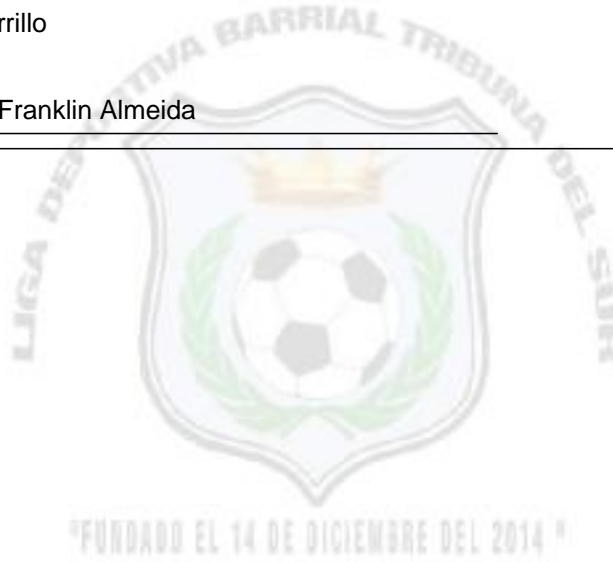 rrillo
Franklin Almeida
LIGA DEPORTIVA BARRIAL TRIBUNA DEL SUR
"FUNDADO EL 14 DE DICIEMBRE DEL 2014 "